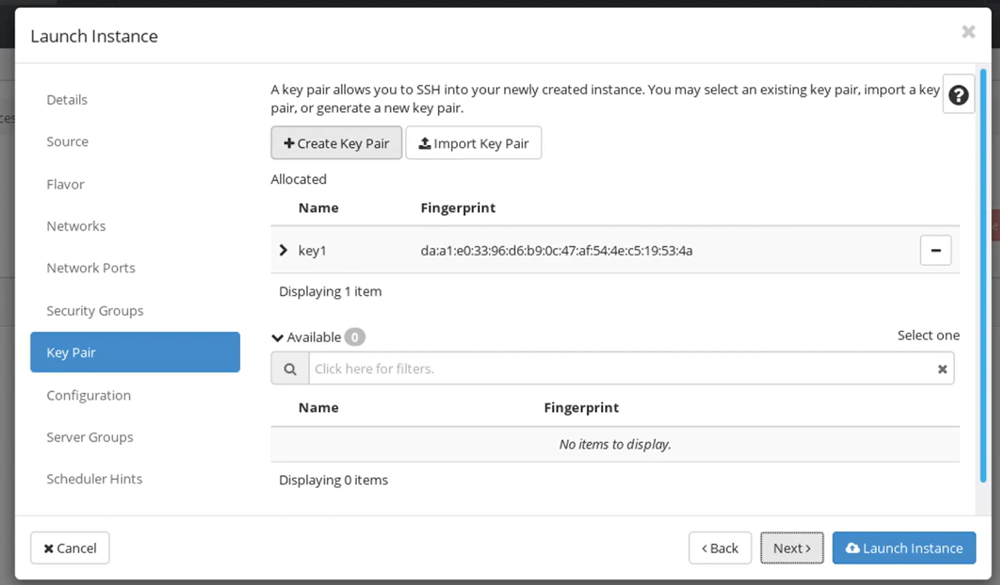 Launch Instance
Details
Source
Flavor
Networks
Network Ports
Security Groups
Key Pair
Configuration
Server Groups
Scheduler Hints
A key pair allows you to SSH into your newly created instance. You may select an existing key pair, import a key
pair, or generate a new key pair.
Create Key Pair
Import Key Pair
Allocated
Name Fingerprint
key1 da:a1:e0:33:96:d6:b9:0c:47:af:54:4e:c5:19:53:4a
Displaying 1 item
Available 0 Select one
Click here for filters.
Name Fingerprint
No items to display.
Displaying 0 items
Cancel
Back
Next
Launch Instance